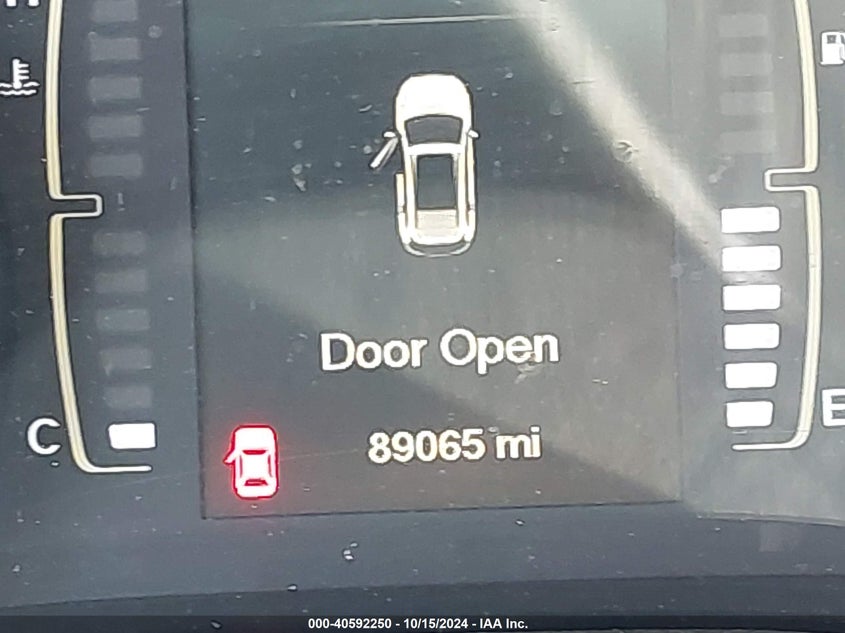 Door Open
C
89065 mi
E
000-40592250 - 10/15/2024 - IAA Inc.